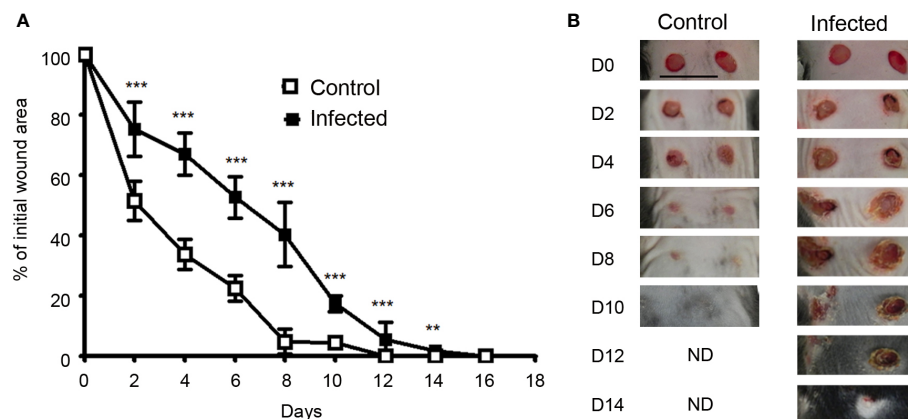 A
% of initial wound area
100
80
60
40
20
0
***
***
***
***
***
***
**
Control
Infected
0 2 4 6 8 10 12 14 16 18
Days
B
Control Infected
D0
D2
D4
D6
D8
D10
D12 ND
D14 ND